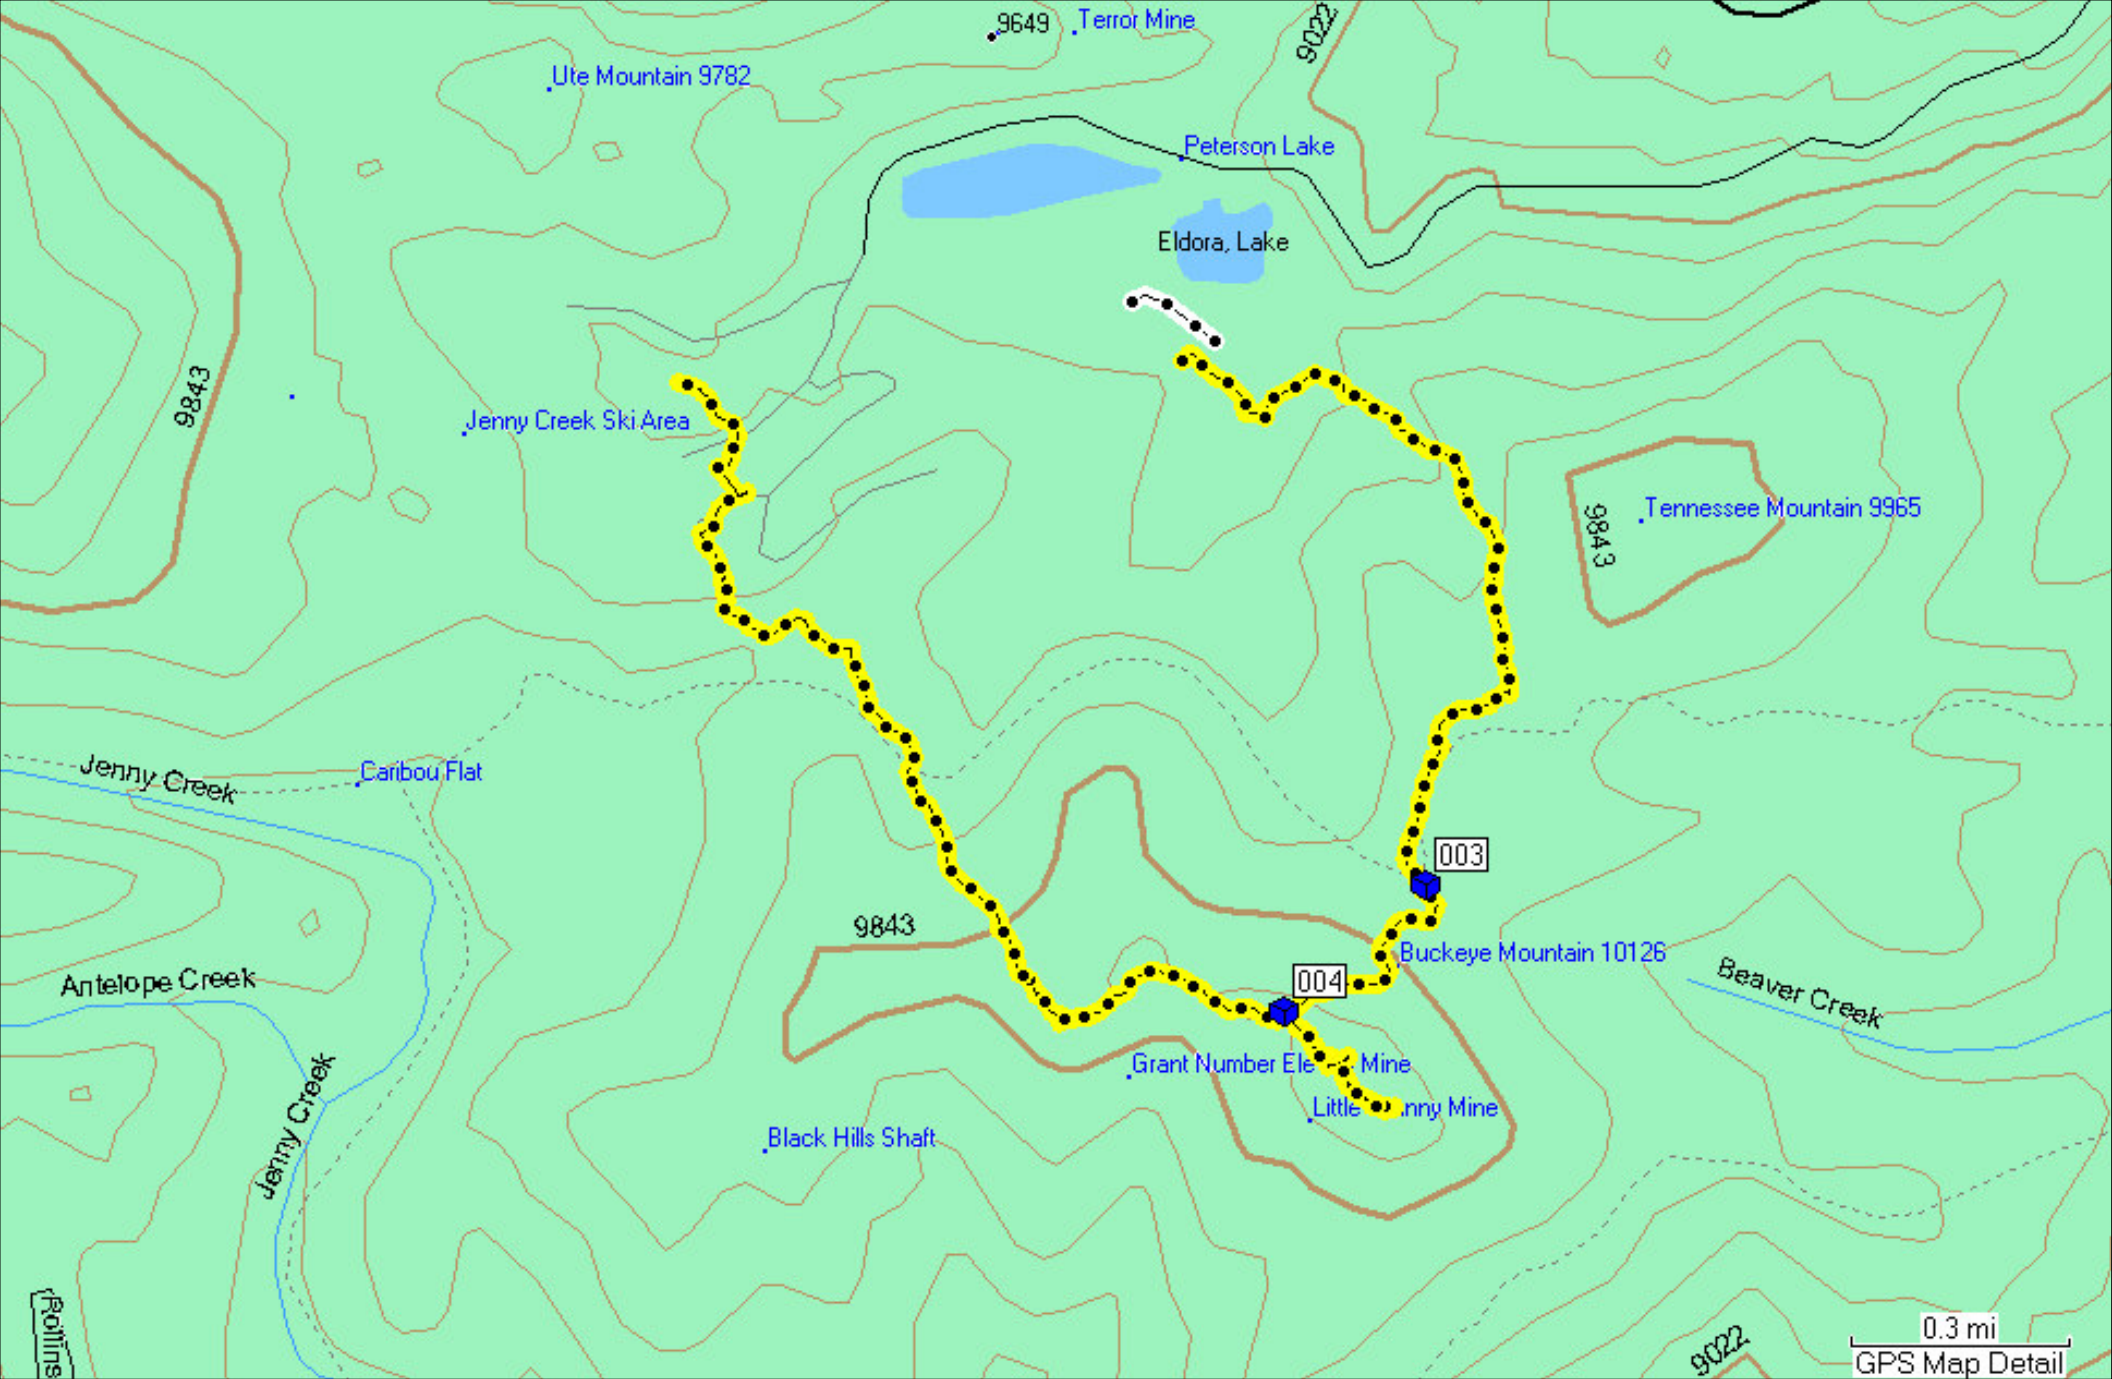 9649
Terror Mine
9022
Ute Mountain 9782
Peterson Lake
Eldora, Lake
9843
Jenny Creek Ski Area
Tennessee Mountain 9965
9843
Jenny Creek
Caribou Flat
003
9843
Buckeye Mountain 10126
Antelope Creek
004
Beaver Creek
Grant Number Ele Mine
Jenny Creek
Little nny Mine
Black Hills Shaft
Rollins
0.3 mi
9022
GPS Map Detail